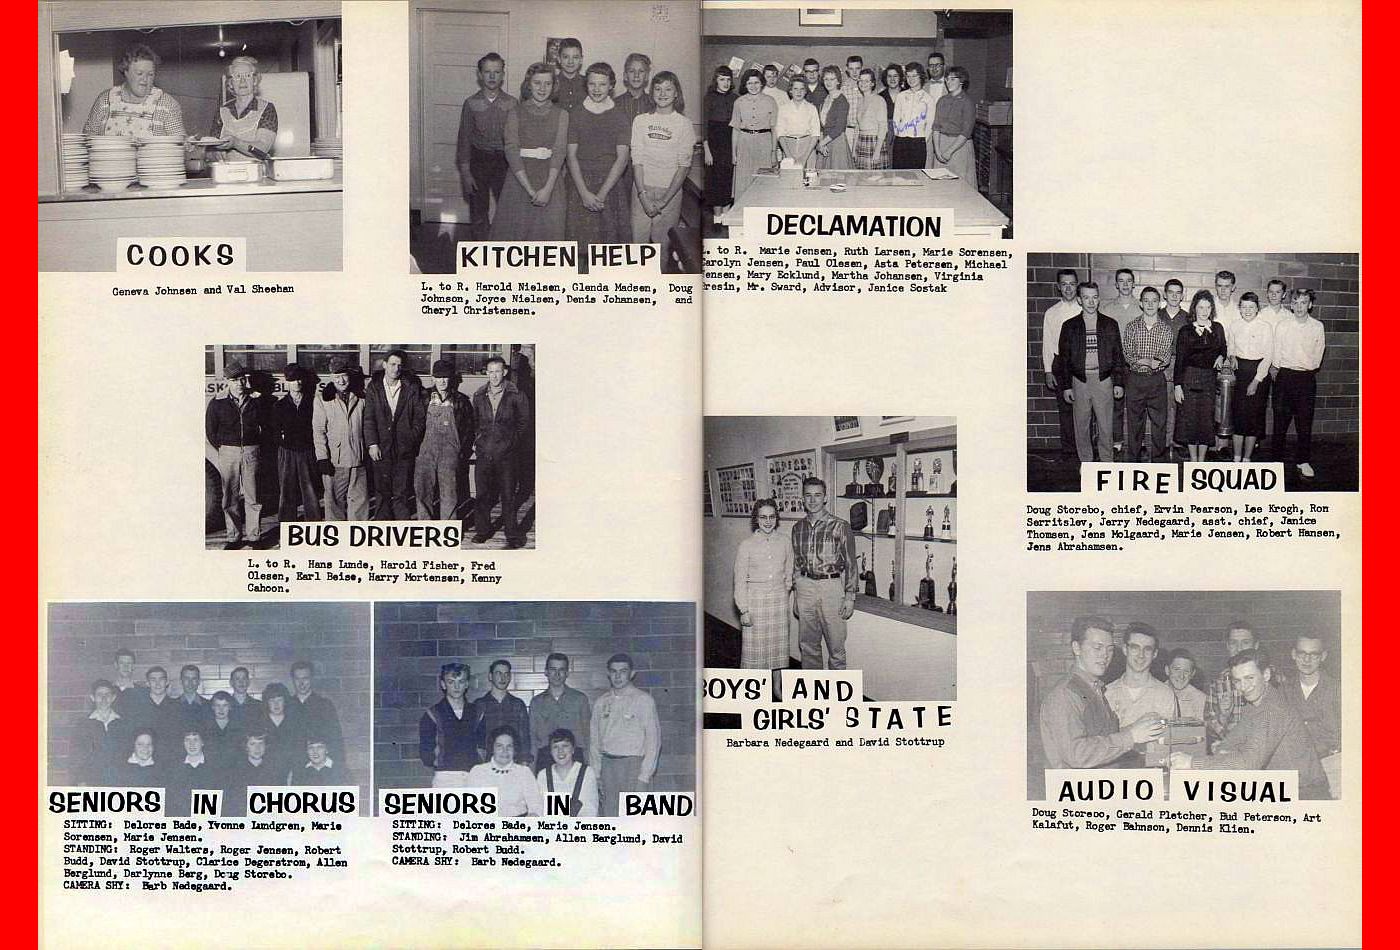 COOKS
Geneva Johnsen and Val Sheehan
KITCHEN HELP
L. to R. Harold Nielsen, Glenda Madsen, Doug
Johnson, Joyce Nielsen, Denis Johansen, and
Cheryl Christensen.
BUS DRIVERS
L. to R. Hans Lunde, Harold Fisher, Fred
Olesen, Earl Beise, Harry Mortensen, Kenny
Cahoon.
SENIORS IN CHORUS
SITTING: Delores Bade, Yvonne Lundgren, Marie
Sorensen, Marie Jensen.
STANDING: Roger Walters, Roger Jensen, Robert
Budd, David Stottrup, Clarice Degerstrom, Allen
Berglund, Darlynne Berg, Doug Storebo.
CAMERA SHY: Barb Nedegaard.
SENIORS IN BAND
SITTING: Delores Bade, Marie Jensen.
STANDING: Jim Abrahamsen, Allen Berglund, David
Stottrup, Robert Budd.
CAMERA SHY: Barb Nedegaard.
DECLAMATION
. to R. Marie Jensen, Ruth Larsen, Marie Sorensen,
Carolyn Jensen, Paul Olesen, Asta Petersen, Michael
Jensen, Mary Ecklund, Martha Johansen, Virginia
resin, Mr. Sward, Advisor, Janice Sostak
BOYS' AND
GIRLS' STATE
Barbara Nedegaard and David Stottrup
FIRE SQUAD
Doug Storebo, chief, Ervin Pearson, Lee Krogh, Ron
Serritslev, Jerry Nedegaard, asst. chief, Janice
Thomsen, Jens Molgaard, Marie Jensen, Robert Hansen,
Jens Abrahamsen.
AUDIO VISUAL
Doug Storebo, Gerald Pletcher, Bud Peterson, Art
Kalafut, Roger Bahnson, Dennis Klien.